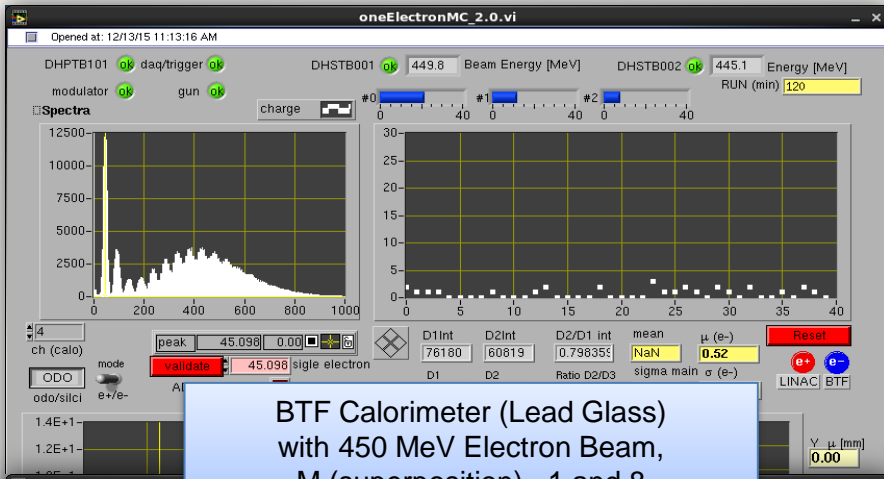 oneElectronMC_2.0.vi
Opened at: 12/13/15 11:13:16 AM
DHPTB101 ok daq/trigger ok DHSTB001 ok 449.8 Beam Energy [MeV] DHSTB002 ok 445.1 Energy [MeV]
modulator ok gun ok RUN (min) 120
Spectra charge #0 #1 #2
0 40 0 40 0 40
12500
10000
7500
5000
2500
0
0 200 400 600 800 1000
30
25
20
15
10
5
0
0 5 10 15 20 25 30 35 40
4
ch (calo)
peak 45.098 0.00
validate 45.098 sigle electron
ODO
odo/silci
mode
e+/e-
D1Int D2Int D2/D1 int mean μ (e-) Reset
76180 60819 NaN 0.52
D1 D2 Ratio D2/D3 sigma main σ (e-)
e+ e-
LINAC BTF
BTF Calorimeter (Lead Glass)
with 450 MeV Electron Beam,
1.4E+1
1.2E+1
Y μ [mm]
0.00